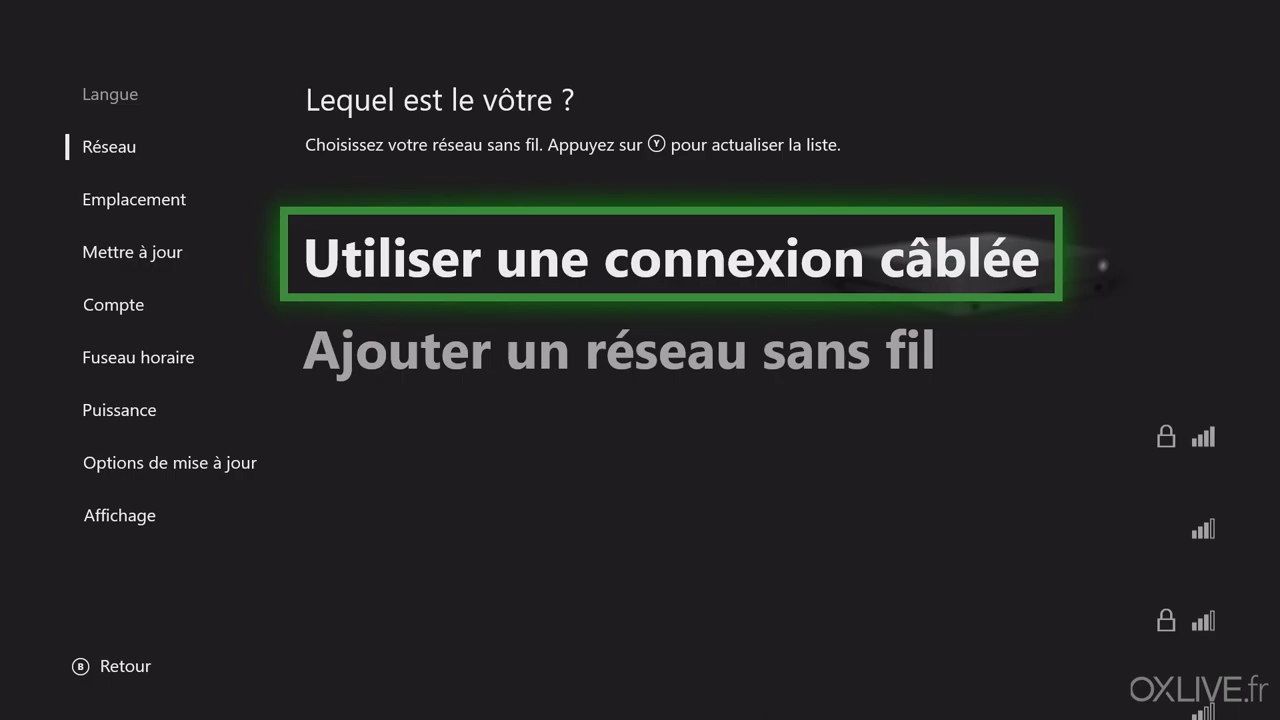 Langue
Réseau
Emplacement
Mettre à jour
Compte
Fuseau horaire
Puissance
Options de mise à jour
Affichage
Lequel est le vôtre ?
Choisissez votre réseau sans fil. Appuyez sur Y pour actualiser la liste.
Utiliser une connexion câblée
Ajouter un réseau sans fil
B Retour
OXLIVE.fr